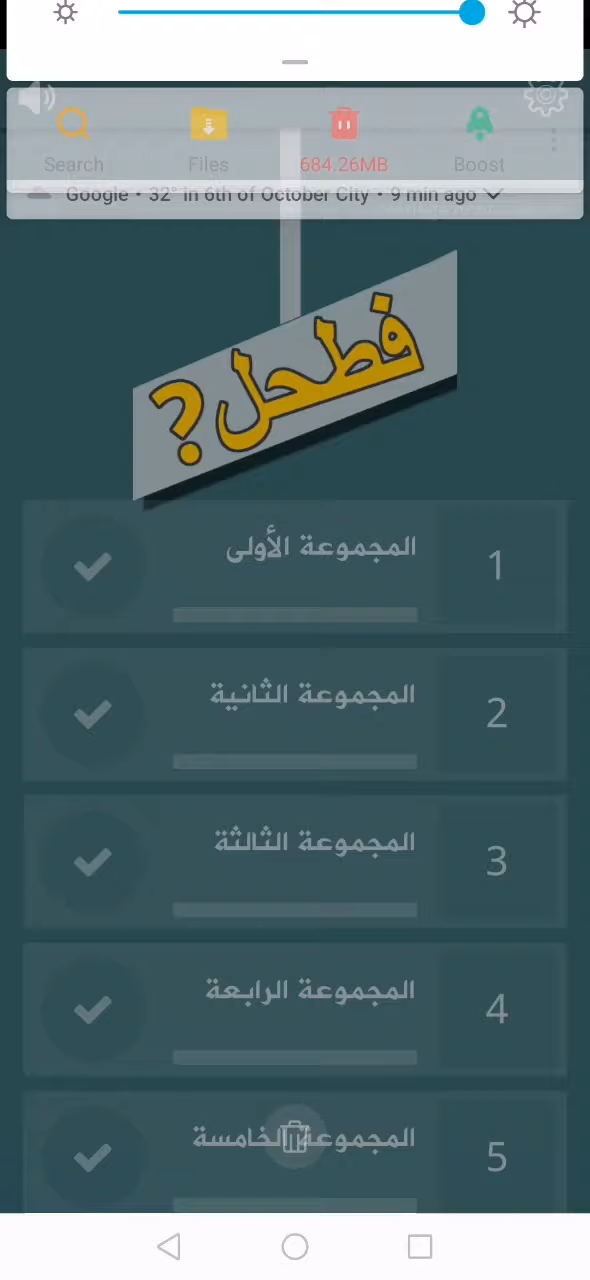 Search Files 684.26MB Boost
Google • 32° in 6th of October City • 9 min ago
فطحل؟
المجموعة الأولى 1
المجموعة الثانية 2
المجموعة الثالثة 3
المجموعة الرابعة 4
المجموعة الخامسة 5